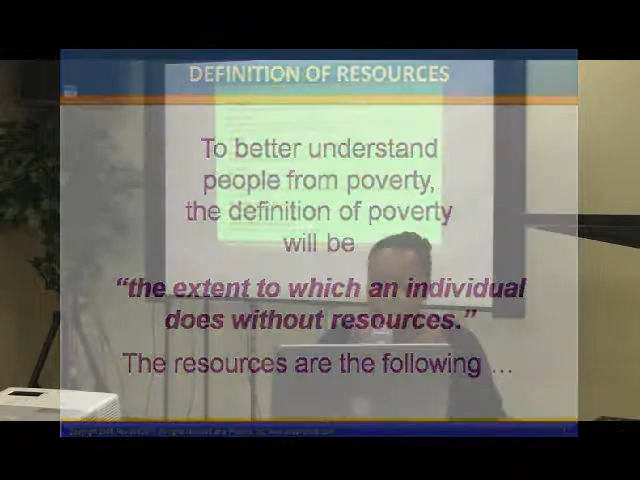 DEFINITION OF RESOURCES
To better understand
people from poverty,
the definition of poverty
will be
“the extent to which an individual
does without resources.”
The resources are the following …